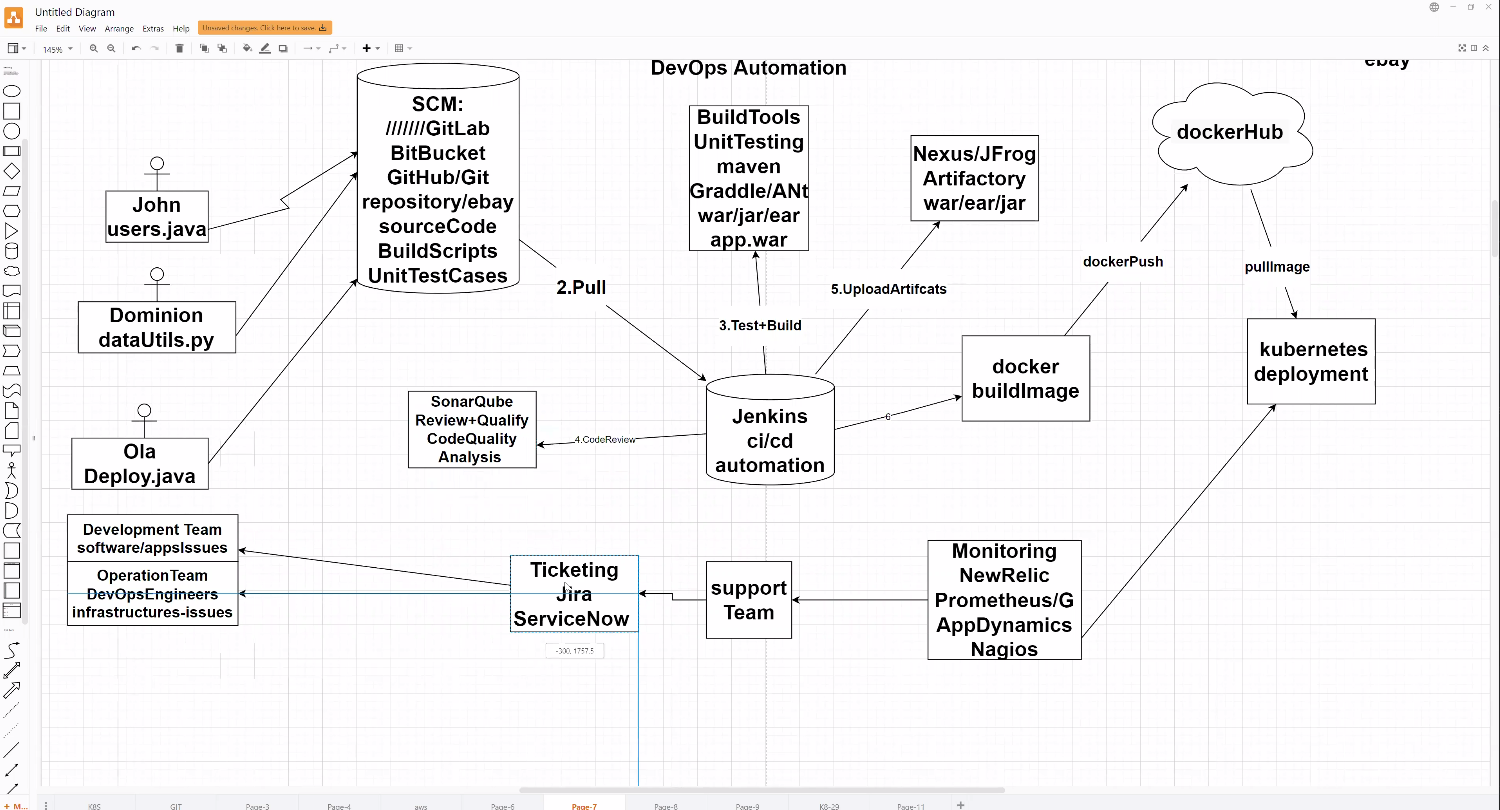 Untitled Diagram
File Edit View Arrange Extras Help
Unsaved changes. Click here to save.
145%
DevOps Automation
ebay
SCM:
///////GitLab
BitBucket
GitHub/Git
repository/ebay
sourceCode
BuildScripts
UnitTestCases
BuildTools
UnitTesting
maven
Graddle/ANt
war/jar/ear
app.war
Nexus/JFrog
Artifactory
war/ear/jar
dockerHub
John
users.java
Dominion
dataUtils.py
Ola
Deploy.java
2.Pull
3.Test+Build
5.UploadArtifcats
dockerPush
pullImage
docker
buildImage
kubernetes
deployment
SonarQube
Review+Qualify
CodeQuality
Analysis
4.CodeReview
Jenkins
ci/cd
automation
6
Development Team
software/appsIssues
OperationTeam
DevOpsEngineers
infrastructures-issues
Ticketing
Jira
ServiceNow
support
Team
Monitoring
NewRelic
Prometheus/G
AppDynamics
Nagios
-300, 1757.5
+ M... K8S GIT Page-3 Page-4 aws Page-6 Page-7 Page-8 Page-9 K8-29 Page-11